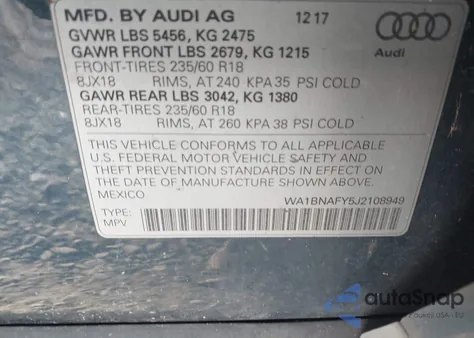 MFD. BY AUDI AG 12 17
GVWR LBS 5456, KG 2475
GAWR FRONT LBS 2679, KG 1215
Audi
FRONT-TIRES 235/60 R18
8JX18 RIMS, AT 240 KPA 35 PSI COLD
GAWR REAR LBS 3042, KG 1380
REAR-TIRES 235/60 R18
8JX18 RIMS, AT 260 KPA 38 PSI COLD
THIS VEHICLE CONFORMS TO ALL APPLICABLE
U.S. FEDERAL MOTOR VEHICLE SAFETY AND
THEFT PREVENTION STANDARDS IN EFFECT ON
THE DATE OF MANUFACTURE SHOWN ABOVE.
MEXICO
WA1BNAFY5J2108949
TYPE:
MPV
autoSnap